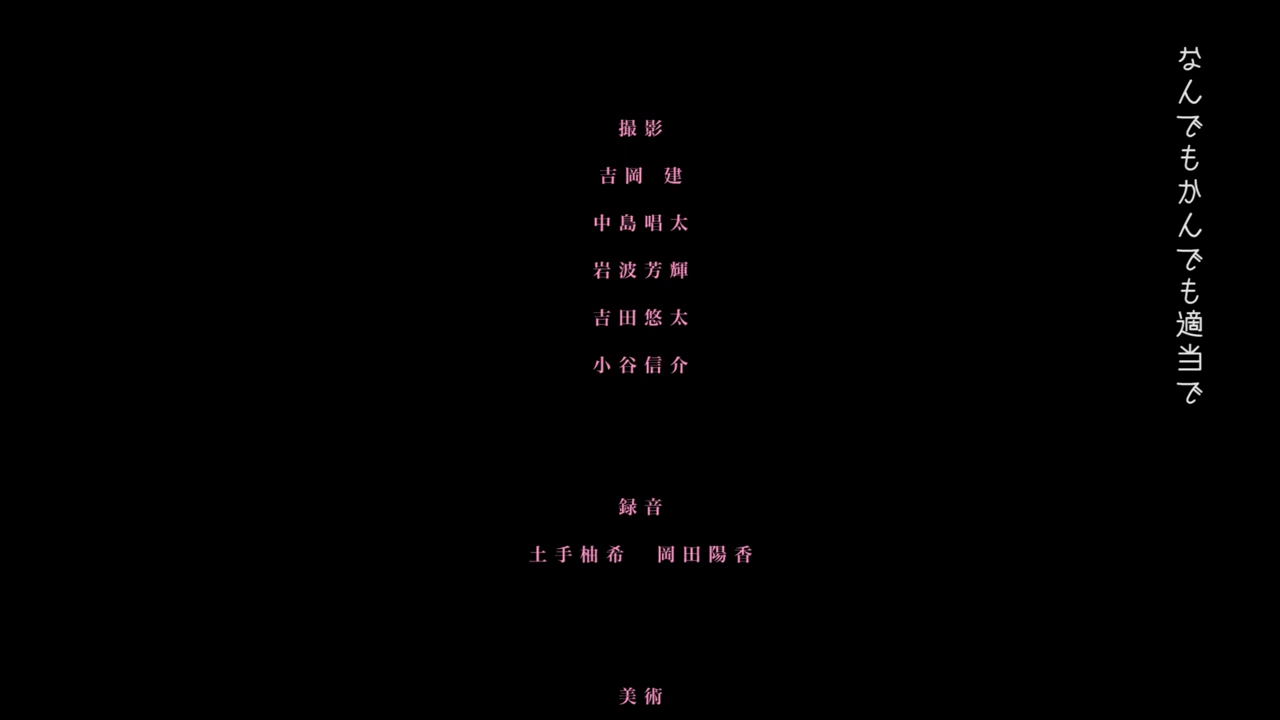 なんでもかんでも適当で
撮影
吉岡 建
中島唱太
岩波芳輝
吉田悠太
小谷信介
録音
土手柚希 岡田陽香
美術